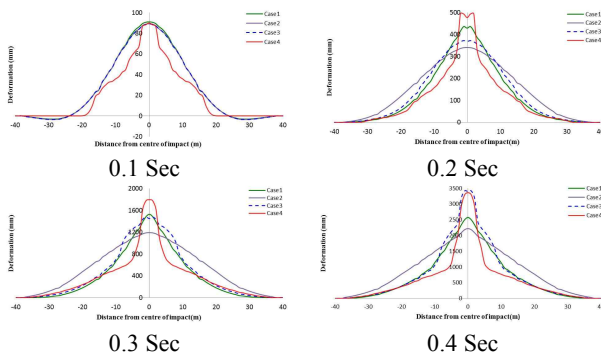 Deformation (mm)
100
80
60
40
20
0
-20
-40 -30 -20 -10 0 10 20 30 40
Distance from centre of impact (m)
Case1
Case2
Case3
Case4
0.1 Sec
Deformation (mm)
500
400
300
200
100
0
-40 -30 -20 -10 0 10 20 30 40
Distance from centre of impact (m)
Case1
Case2
Case3
Case4
0.2 Sec
Deformation (mm)
2000
1600
1200
800
400
0
-40 -30 -20 -10 0 10 20 30 40
Distance from centre of impact(m)
Case1
Case2
Case3
Case4
0.3 Sec
Deformation (mm)
3500
3000
2500
2000
1500
1000
500
0
-40 -30 -20 -10 0 10 20 30 40
Distance from centre of impact(m)
Case1
Case2
Case3
Case4
0.4 Sec